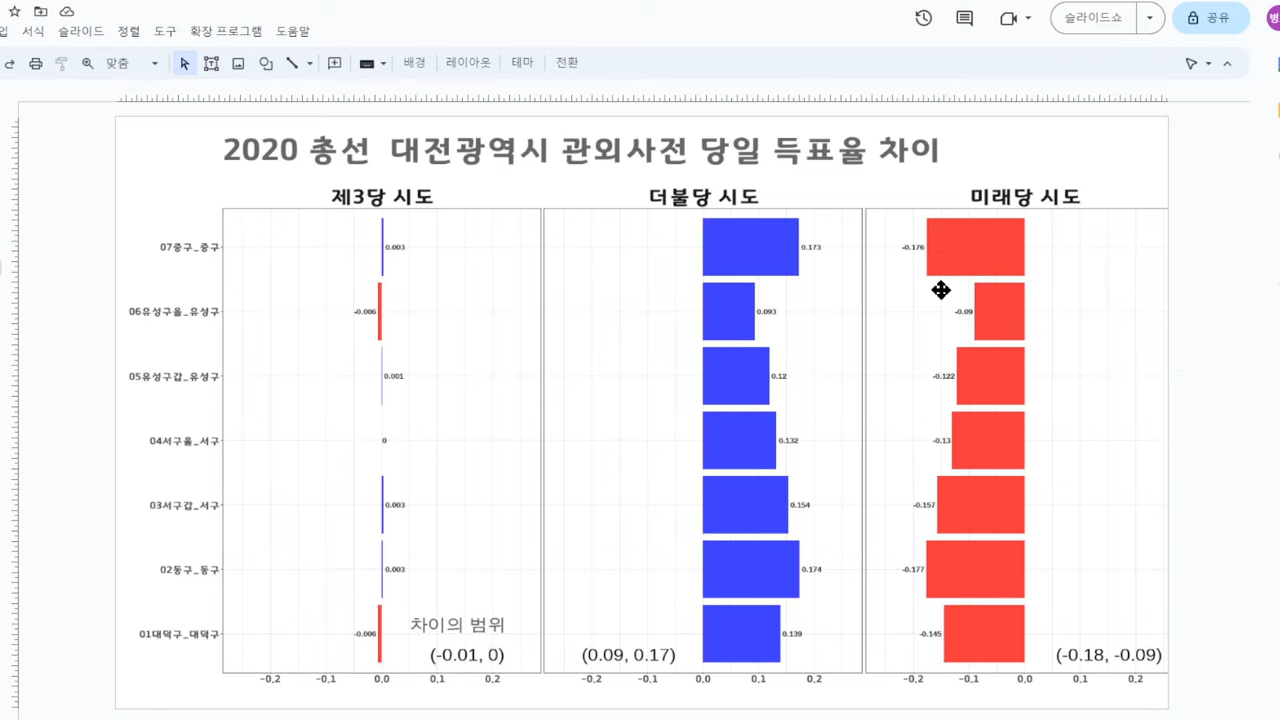 입 서식 슬라이드 정렬 도구 확장 프로그램 도움말
슬라이드쇼 공유
맞춤 배경 레이아웃 테마 전환
2020 총선 대전광역시 관외사전 당일 득표율 차이
제3당 시도 더불당 시도 미래당 시도
07중구_중구 0.003 0.173 -0.176
06유성구을_유성구 -0.006 0.093 -0.09
05유성구갑_유성구 0.001 0.12 -0.122
04서구을_서구 0 0.132 -0.13
03서구갑_서구 0.003 0.154 -0.157
02동구_동구 0.003 0.174 -0.177
01대덕구_대덕구 -0.006 0.139 -0.145
차이의 범위
(-0.01, 0) (0.09, 0.17) (-0.18, -0.09)
-0,2 -0,1 0.0 0,1 0,2 -0,2 -0,1 0.0 0,1 0,2 -0,2 -0,1 0,0 0,1 0,2